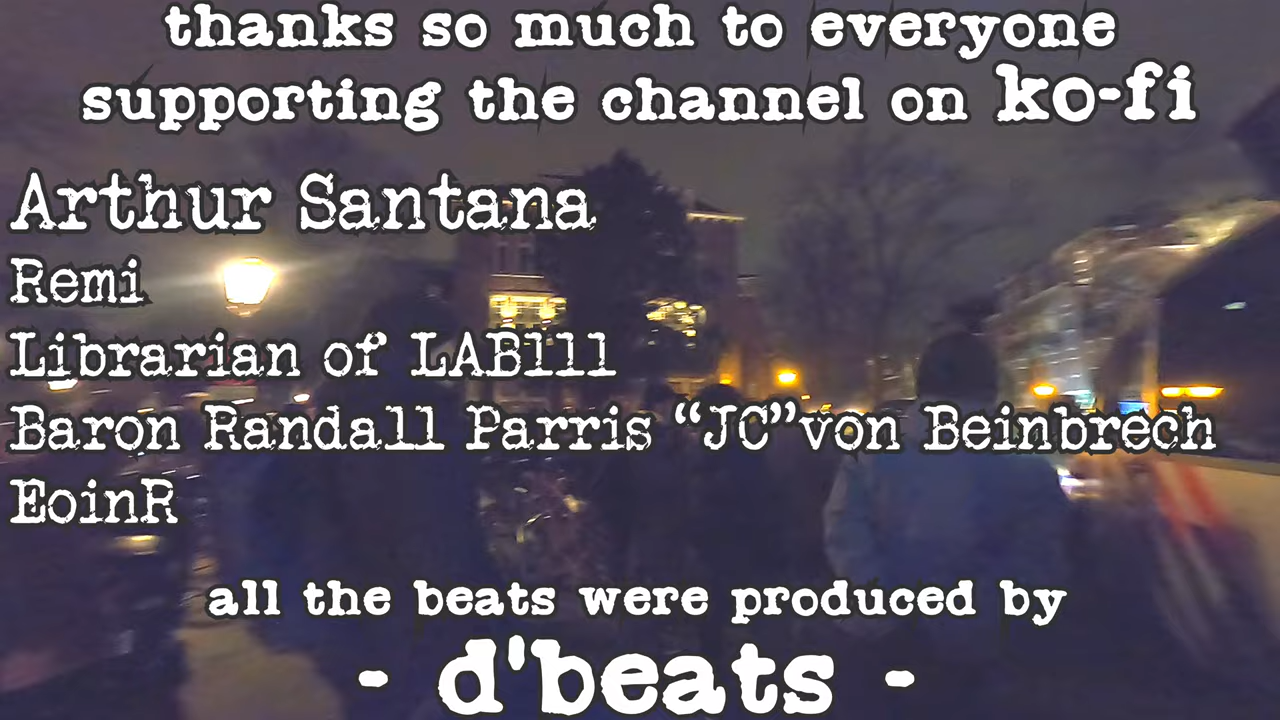 thanks so much to everyone
supporting the channel on ko-fi
Arthur Santana
Remi
Librarian of LAB111
Baron Randall Parris “JC”von Beinbrech
EoinR
all the beats were produced by
- d'beats -